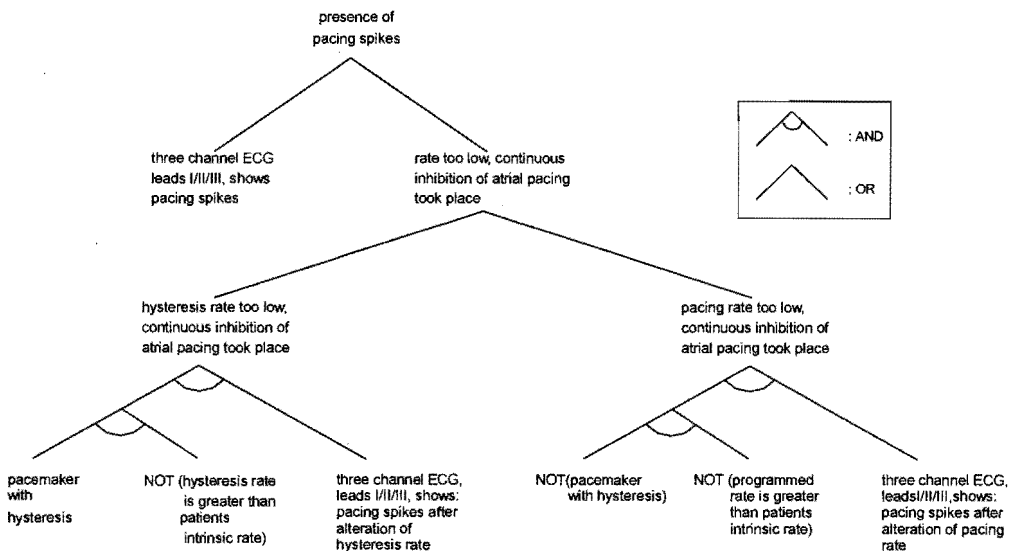 presence of
pacing spikes
: AND
: OR
three channel ECG
leads I/II/III, shows
pacing spikes
rate too low, continuous
inhibition of atrial pacing
took place
hysteresis rate too low,
continuous inhibition of
atrial pacing took place
pacing rate too low,
continuous inhibition of
atrial pacing took place
pacemaker
with
hysteresis
NOT (hysteresis rate
is greater than
patients
intrinsic rate)
three channel ECG,
leads I/II/III, shows:
pacing spikes after
alteration of
hysteresis rate
NOT(pacemaker
with hysteresis)
NOT (programmed
rate is greater
than patients
intrinsic rate)
three channel ECG,
leadsI/II/III,shows:
pacing spikes after
alteration of pacing
rate